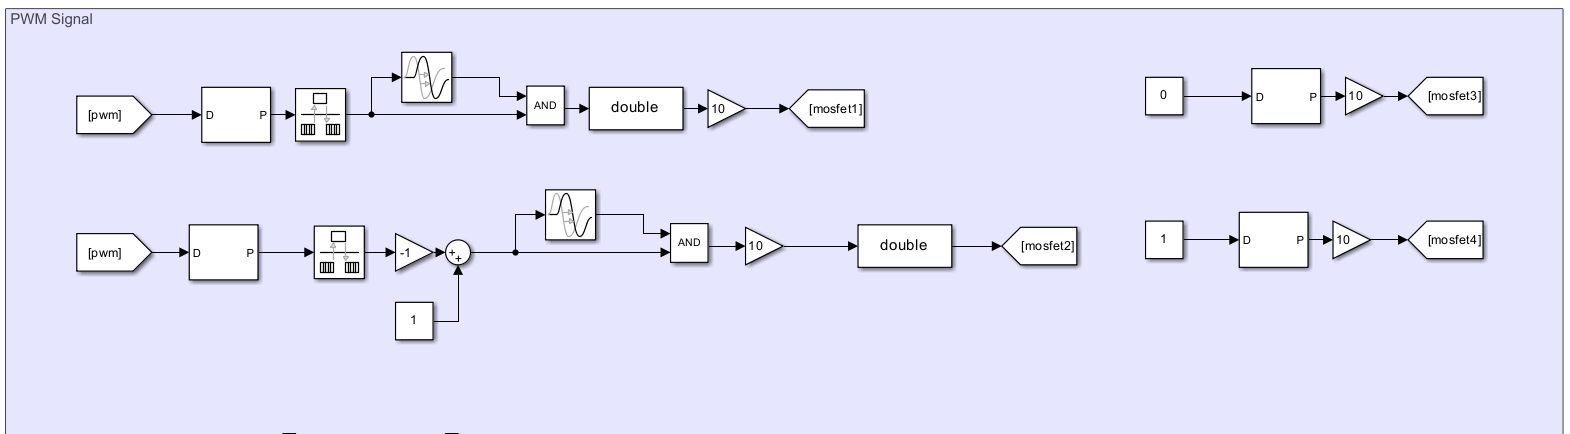 PWM Signal
[pwm]
D P
AND
double
10
[mosfet1]
0
D P
10
[mosfet3]
[pwm]
D P
-1
+
+
1
AND
10
double
[mosfet2]
1
D P
10
[mosfet4]